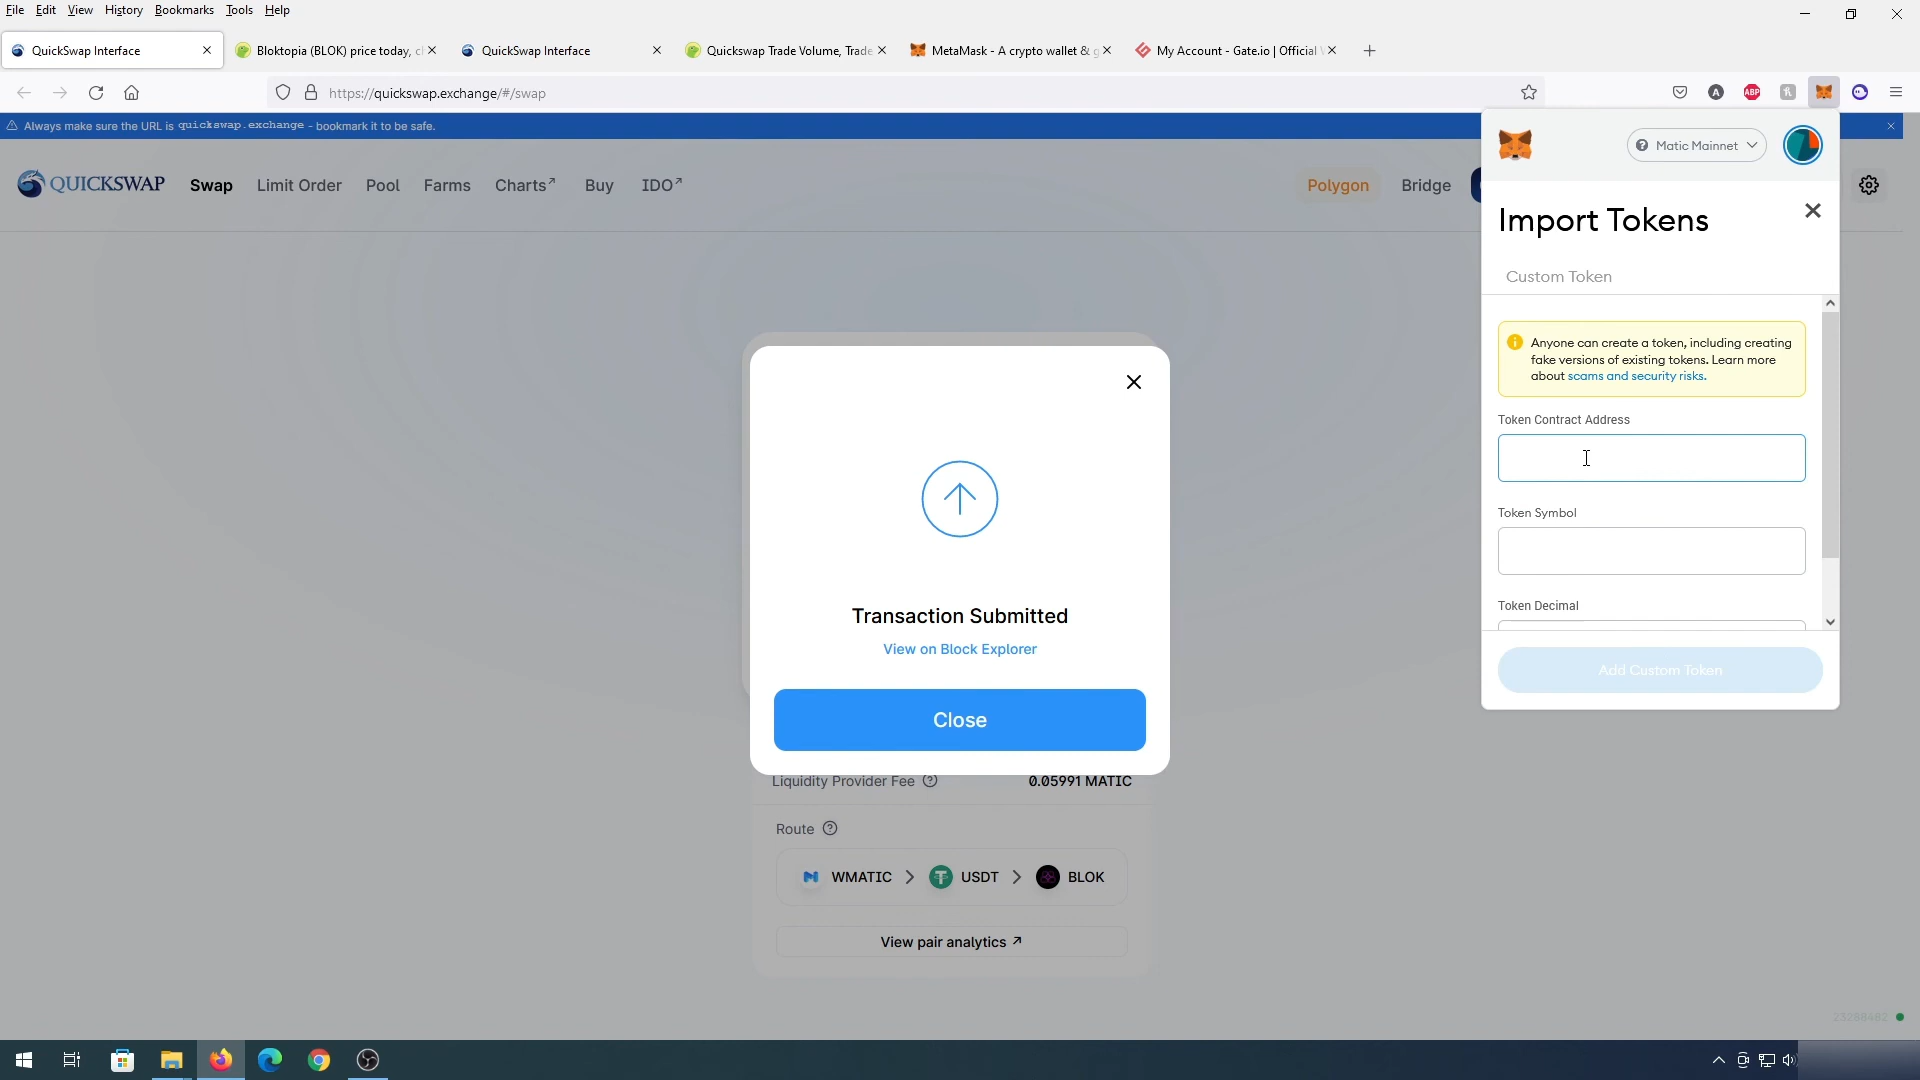 File Edit View History Bookmarks Tools Help
QuickSwap Interface
Bloktopia (BLOK) price today, c
QuickSwap Interface
Quickswap Trade Volume, Trade
MetaMask - A crypto wallet & g
My Account - Gate.io | Official
https://quickswap.exchange/#/swap
A
ABP
Always make sure the URL is quickswap.exchange - bookmark it to be safe.
QUICKSWAP
Swap Limit Order Pool Farms Charts↗ Buy IDO↗
Polygon Bridge
Matic Mainnet
Import Tokens
Custom Token
Anyone can create a token, including creating
fake versions of existing tokens. Learn more
about scams and security risks.
Token Contract Address
Token Symbol
Token Decimal
Add Custom Token
Transaction Submitted
View on Block Explorer
Close
Liquidity Provider Fee 0.05991 MATIC
Route
WMATIC > USDT > BLOK
View pair analytics ↗
23288482